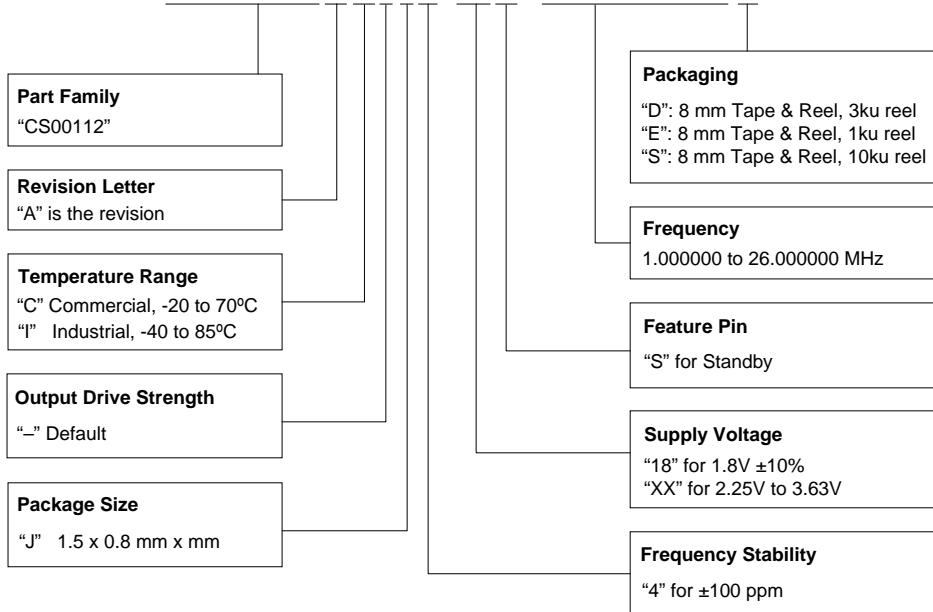 Part Family
“CS00112”
Revision Letter
“A” is the revision
Temperature Range
“C” Commercial, -20 to 70ºC
“I” Industrial, -40 to 85ºC
Output Drive Strength
“–” Default
Package Size
“J” 1.5 x 0.8 mm x mm
Packaging
“D”: 8 mm Tape & Reel, 3ku reel
“E”: 8 mm Tape & Reel, 1ku reel
“S”: 8 mm Tape & Reel, 10ku reel
Frequency
1.000000 to 26.000000 MHz
Feature Pin
“S” for Standby
Supply Voltage
“18” for 1.8V ±10%
“XX” for 2.25V to 3.63V
Frequency Stability
“4” for ±100 ppm